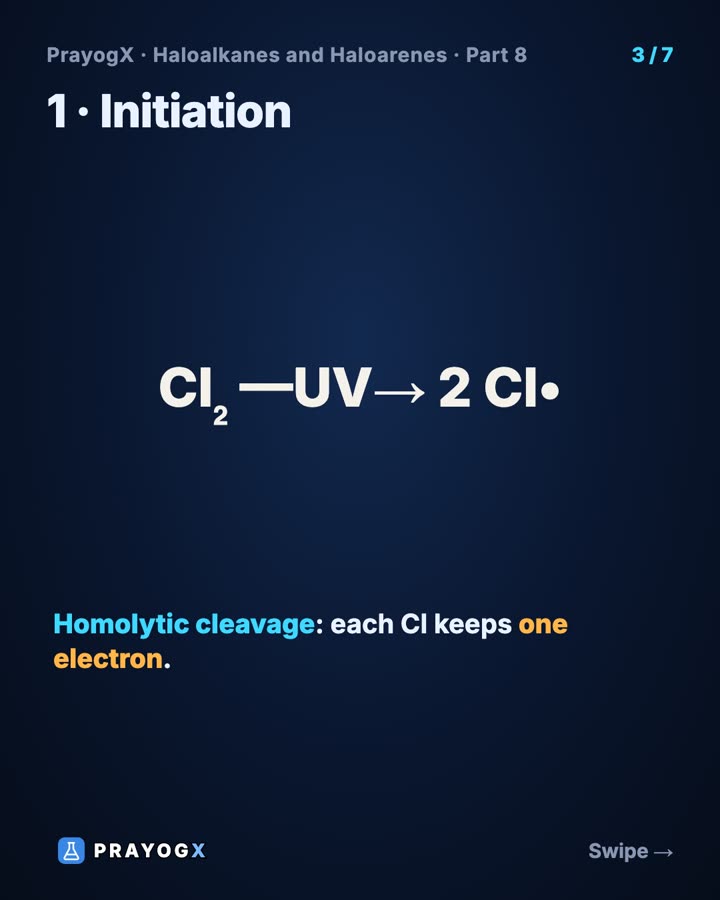 PrayogX · Haloalkanes and Haloarenes · Part 8
3 / 7
1 · Initiation
Cl₂ —UV→ 2 Cl•
Homolytic cleavage: each Cl keeps one
electron.
PRAYOGX
Swipe →